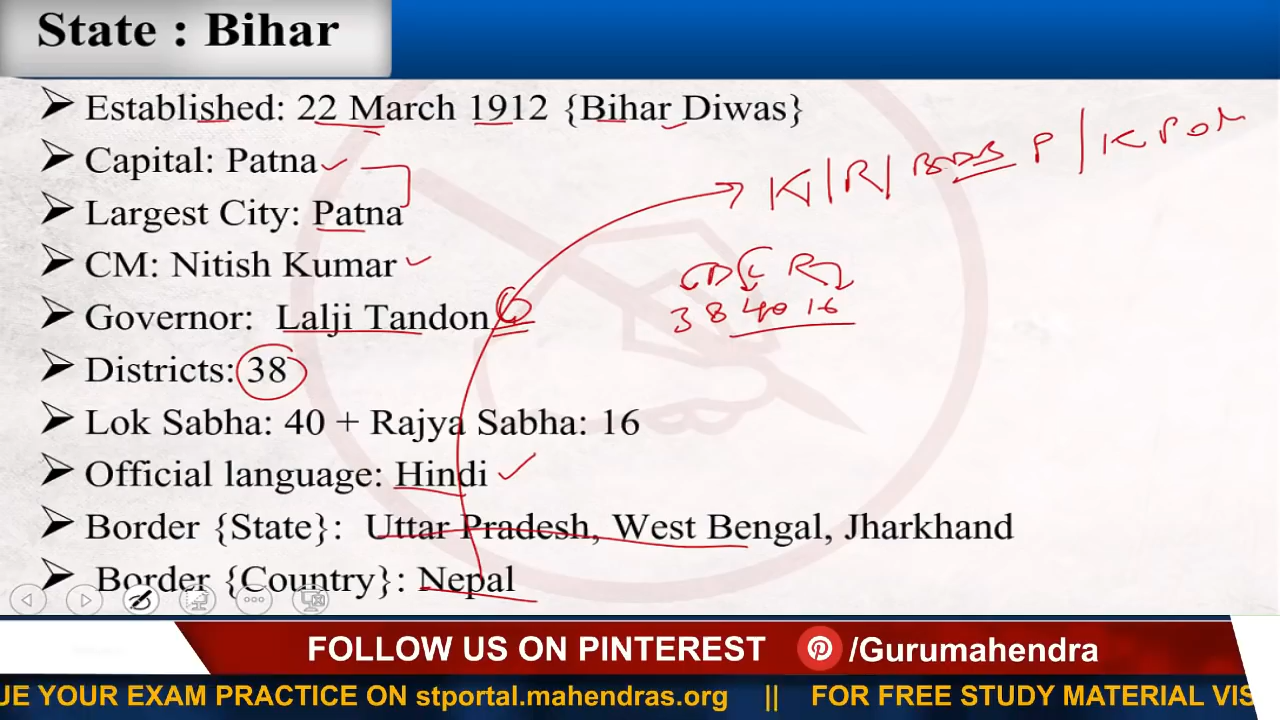 State : Bihar
Established: 22 March 1912 {Bihar Diwas}
Capital: Patna
Largest City: Patna
CM: Nitish Kumar
Governor: Lalji Tandon
Districts: 38
Lok Sabha: 40 + Rajya Sabha: 16
Official language: Hindi
Border {State}: Uttar Pradesh, West Bengal, Jharkhand
Border {Country}: Nepal
38 40 16
FOLLOW US ON PINTEREST /Gurumahendra
UE YOUR EXAM PRACTICE ON stportal.mahendras.org || FOR FREE STUDY MATERIAL VIS